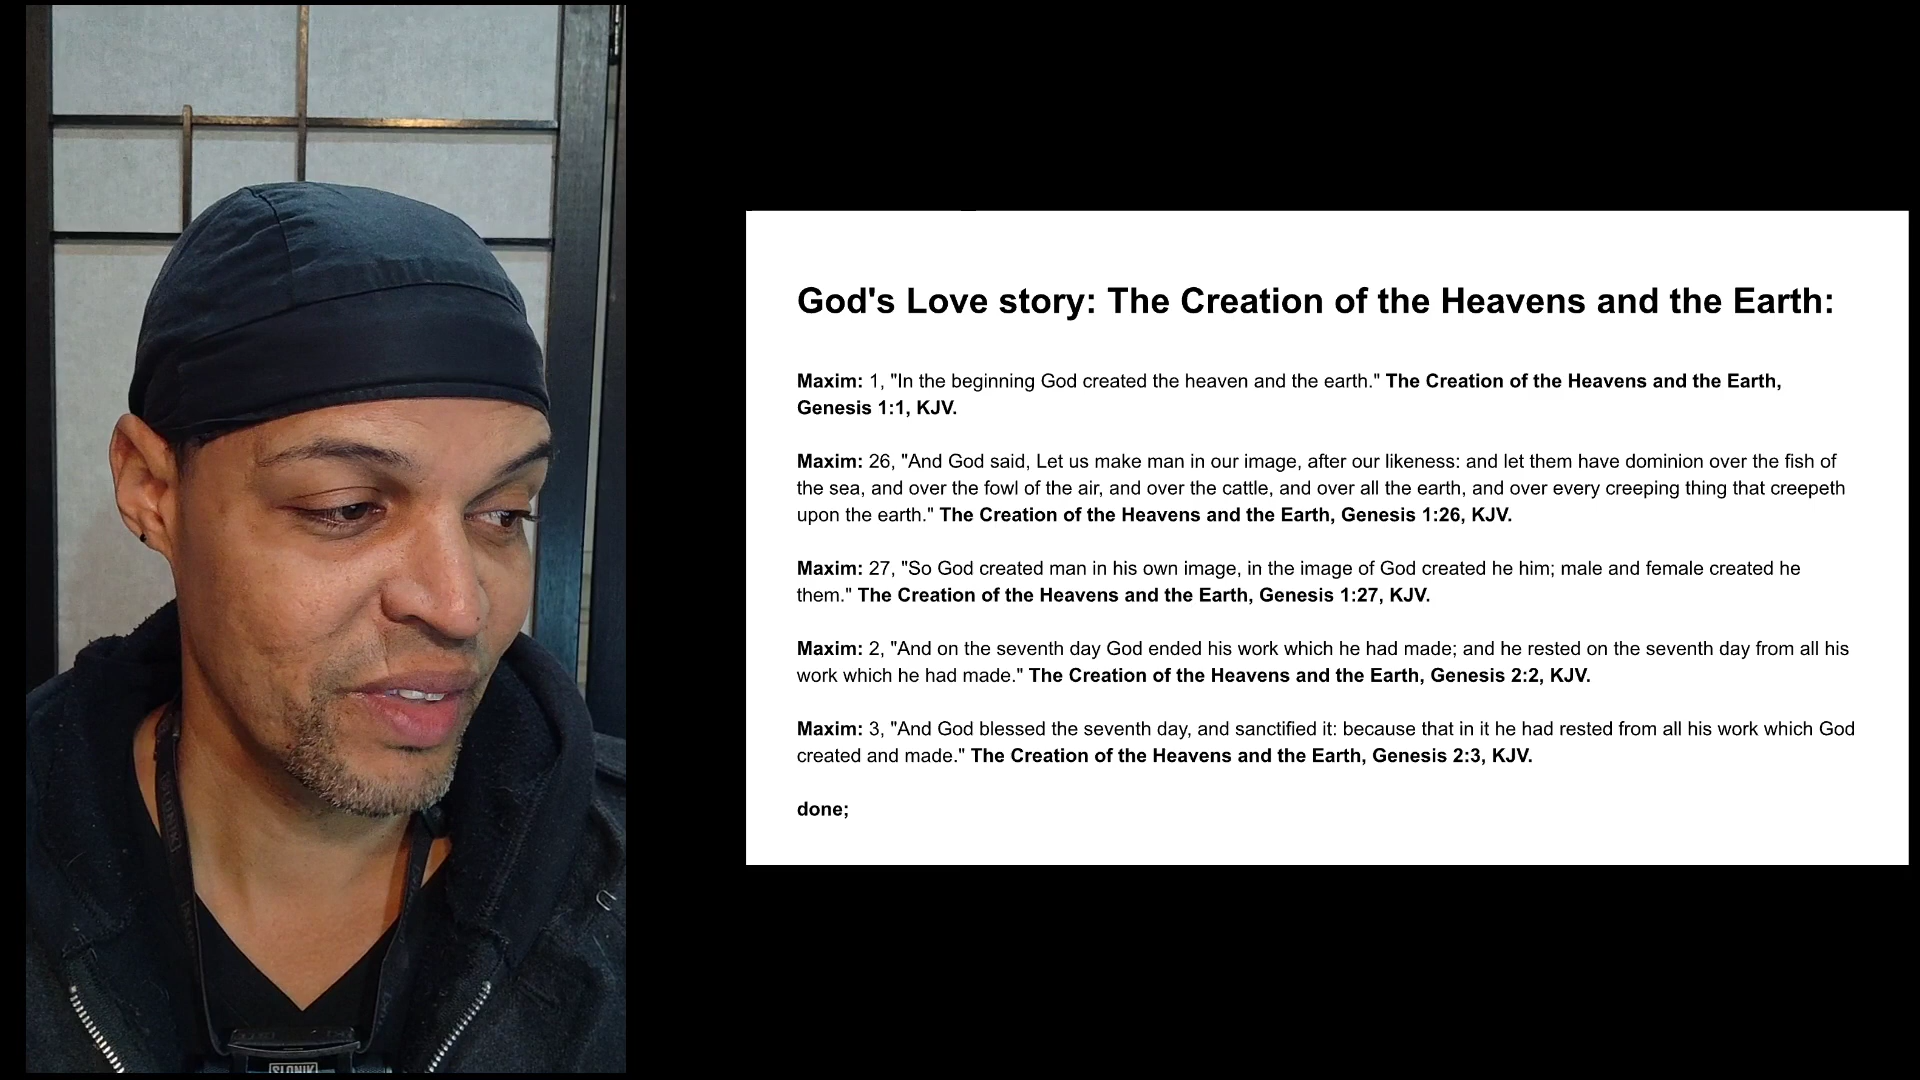 God's Love story: The Creation of the Heavens and the Earth:
Maxim: 1, "In the beginning God created the heaven and the earth." The Creation of the Heavens and the Earth,
Genesis 1:1, KJV.
Maxim: 26, "And God said, Let us make man in our image, after our likeness: and let them have dominion over the fish of
the sea, and over the fowl of the air, and over the cattle, and over all the earth, and over every creeping thing that creepeth
upon the earth." The Creation of the Heavens and the Earth, Genesis 1:26, KJV.
Maxim: 27, "So God created man in his own image, in the image of God created he him; male and female created he
them." The Creation of the Heavens and the Earth, Genesis 1:27, KJV.
Maxim: 2, "And on the seventh day God ended his work which he had made; and he rested on the seventh day from all his
work which he had made." The Creation of the Heavens and the Earth, Genesis 2:2, KJV.
Maxim: 3, "And God blessed the seventh day, and sanctified it: because that in it he had rested from all his work which God
created and made." The Creation of the Heavens and the Earth, Genesis 2:3, KJV.
done;
SLONIK